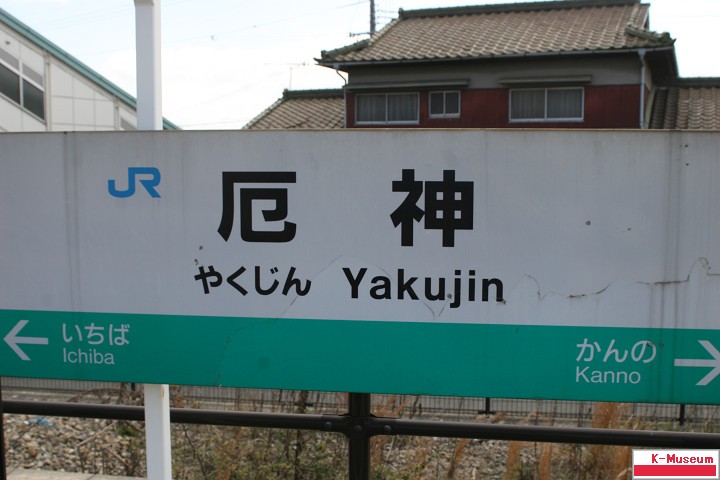 JR 厄神
やくじん Yakujin
← いちば
Ichiba
かんの →
Kanno
K-Museum